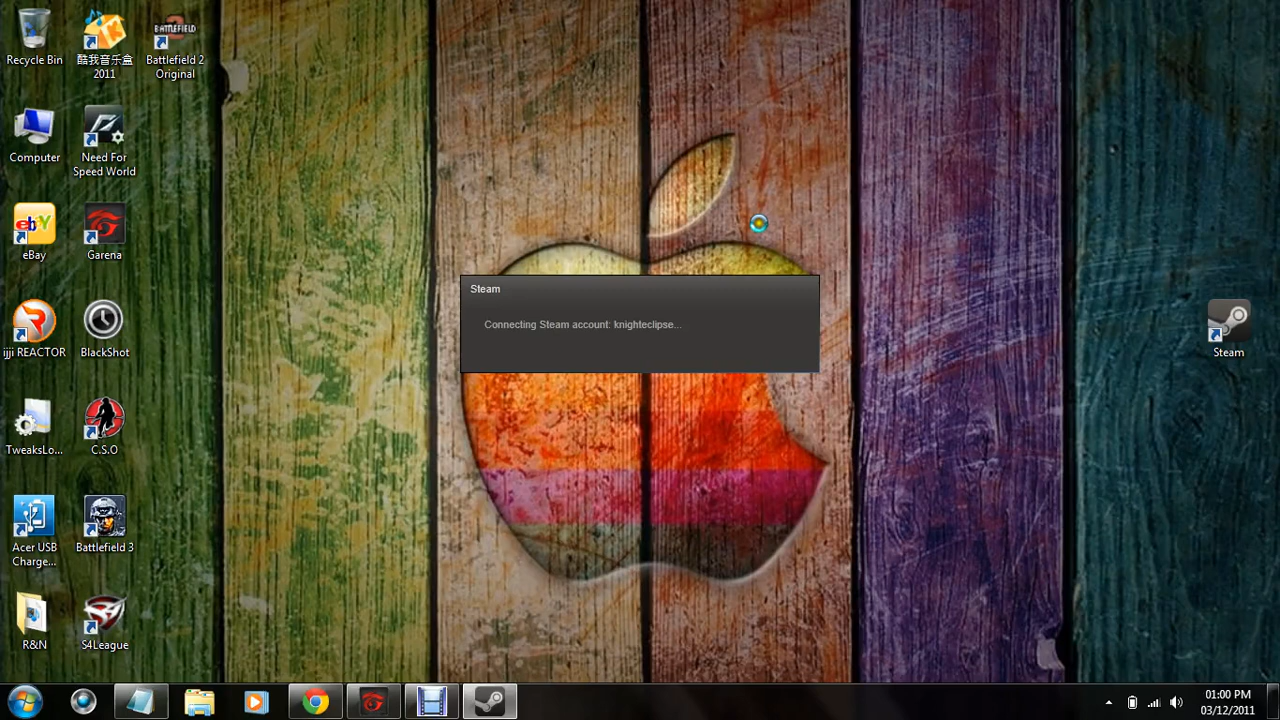 Recycle Bin
酷我音乐盒
2011
BATTLEFIELD
2
Battlefield 2
Original
Computer
Need For
Speed World
ebY
eBay
Garena
Steam
Connecting Steam account: knighteclipse...
Steam
ijji REACTOR
BlackShot
TweaksLo...
C.S.O
Acer USB
Charge...
Battlefield 3
R&N
S4League
01:00 PM
03/12/2011